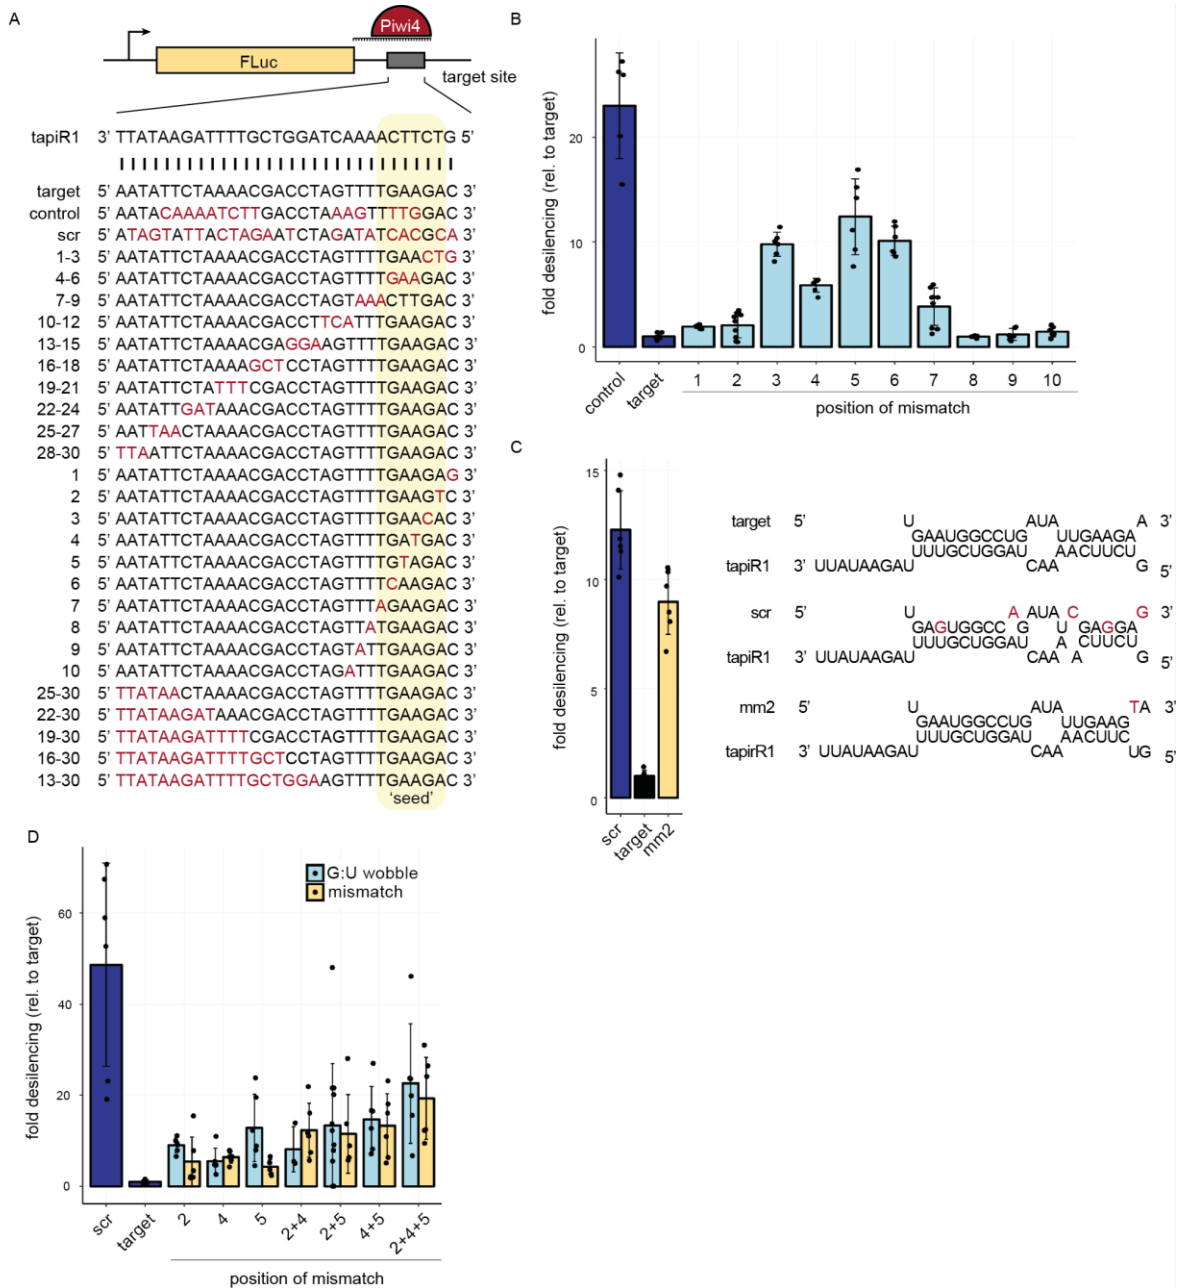 A
Piwi4
FLuc
target site
tapiR1 3' TTATAAGATTTTGCTGGATCAAAACTTCTG 5'
target 5' AATATTCTAAAACGACCTAGTTTTGAAGAC 3'
control 5' AATACAAAATCTTGACCTAAAGTTTTGGAC 3'
scr 5' ATAGTATTACTAGAATCTAGATATCACGCA 3'
1-3 5' AATATTCTAAAACGACCTAGTTTTGAACTG 3'
4-6 5' AATATTCTAAAACGACCTAGTTTTGAAGAC 3'
7-9 5' AATATTCTAAAACGACCTAGTAAACTTGAC 3'
10-12 5' AATATTCTAAAACGACCTTCATTTGAAGAC 3'
13-15 5' AATATTCTAAAACGAGGAAGTTTTGAAGAC 3'
16-18 5' AATATTCTAAAAGCTCCTAGTTTTGAAGAC 3'
19-21 5' AATATTCTATTTCGACCTAGTTTTGAAGAC 3'
22-24 5' AATATTGATAAACGACCTAGTTTTGAAGAC 3'
25-27 5' AATTAACTAAAACGACCTAGTTTTGAAGAC 3'
28-30 5' TTAATTCTAAAACGACCTAGTTTTGAAGAC 3'
1 5' AATATTCTAAAACGACCTAGTTTTGAAGAG 3'
2 5' AATATTCTAAAACGACCTAGTTTTGAAGTC 3'
3 5' AATATTCTAAAACGACCTAGTTTTGAACAC 3'
4 5' AATATTCTAAAACGACCTAGTTTTGATGAC 3'
5 5' AATATTCTAAAACGACCTAGTTTTGTAGAC 3'
6 5' AATATTCTAAAACGACCTAGTTTTCAAGAC 3'
7 5' AATATTCTAAAACGACCTAGTTTAGAAGAC 3'
8 5' AATATTCTAAAACGACCTAGTTATGAAGAC 3'
9 5' AATATTCTAAAACGACCTAGTATTGAAGAC 3'
10 5' AATATTCTAAAACGACCTAGATTTGAAGAC 3'
25-30 5' TTATAACTAAAACGACCTAGTTTTGAAGAC 3'
22-30 5' TTATAAGATAAACGACCTAGTTTTGAAGAC 3'
19-30 5' TTATAAGATTTTCGACCTAGTTTTGAAGAC 3'
16-30 5' TTATAAGATTTTGCTCCTAGTTTTGAAGAC 3'
13-30 5' TTATAAGATTTTGCTGGAAGTTTTGAAGAC 3'
'seed'
B
fold desilencing (rel. to target)
20
10
0
control target 1 2 3 4 5 6 7 8 9 10
position of mismatch
C
fold desilencing (rel. to target)
15
10
5
0
scr target mm2
target 5' U AUA A 3'
GAAUGGCCUG UUGAAGA
UUUGCUGGAU AACUUCU
tapiR1 3' UUAUAAGAU CAA G 5'
scr 5' U A AUA C G 3'
GAGUGGCC G U GAGGA
UUUGCUGGAU A CUUCU
tapiR1 3' UUAUAAGAU CAA A G 5'
mm2 5' U AUA TA 3'
GAAUGGCCUG UUGAAG
UUUGCUGGAU AACUUC
tapirR1 3' UUAUAAGAU CAA UG 5'
D
fold desilencing (rel. to target)
60
40
20
0
G:U wobble
mismatch
scr target 2 4 5 2+4 2+5 4+5 2+4+5
position of mismatch